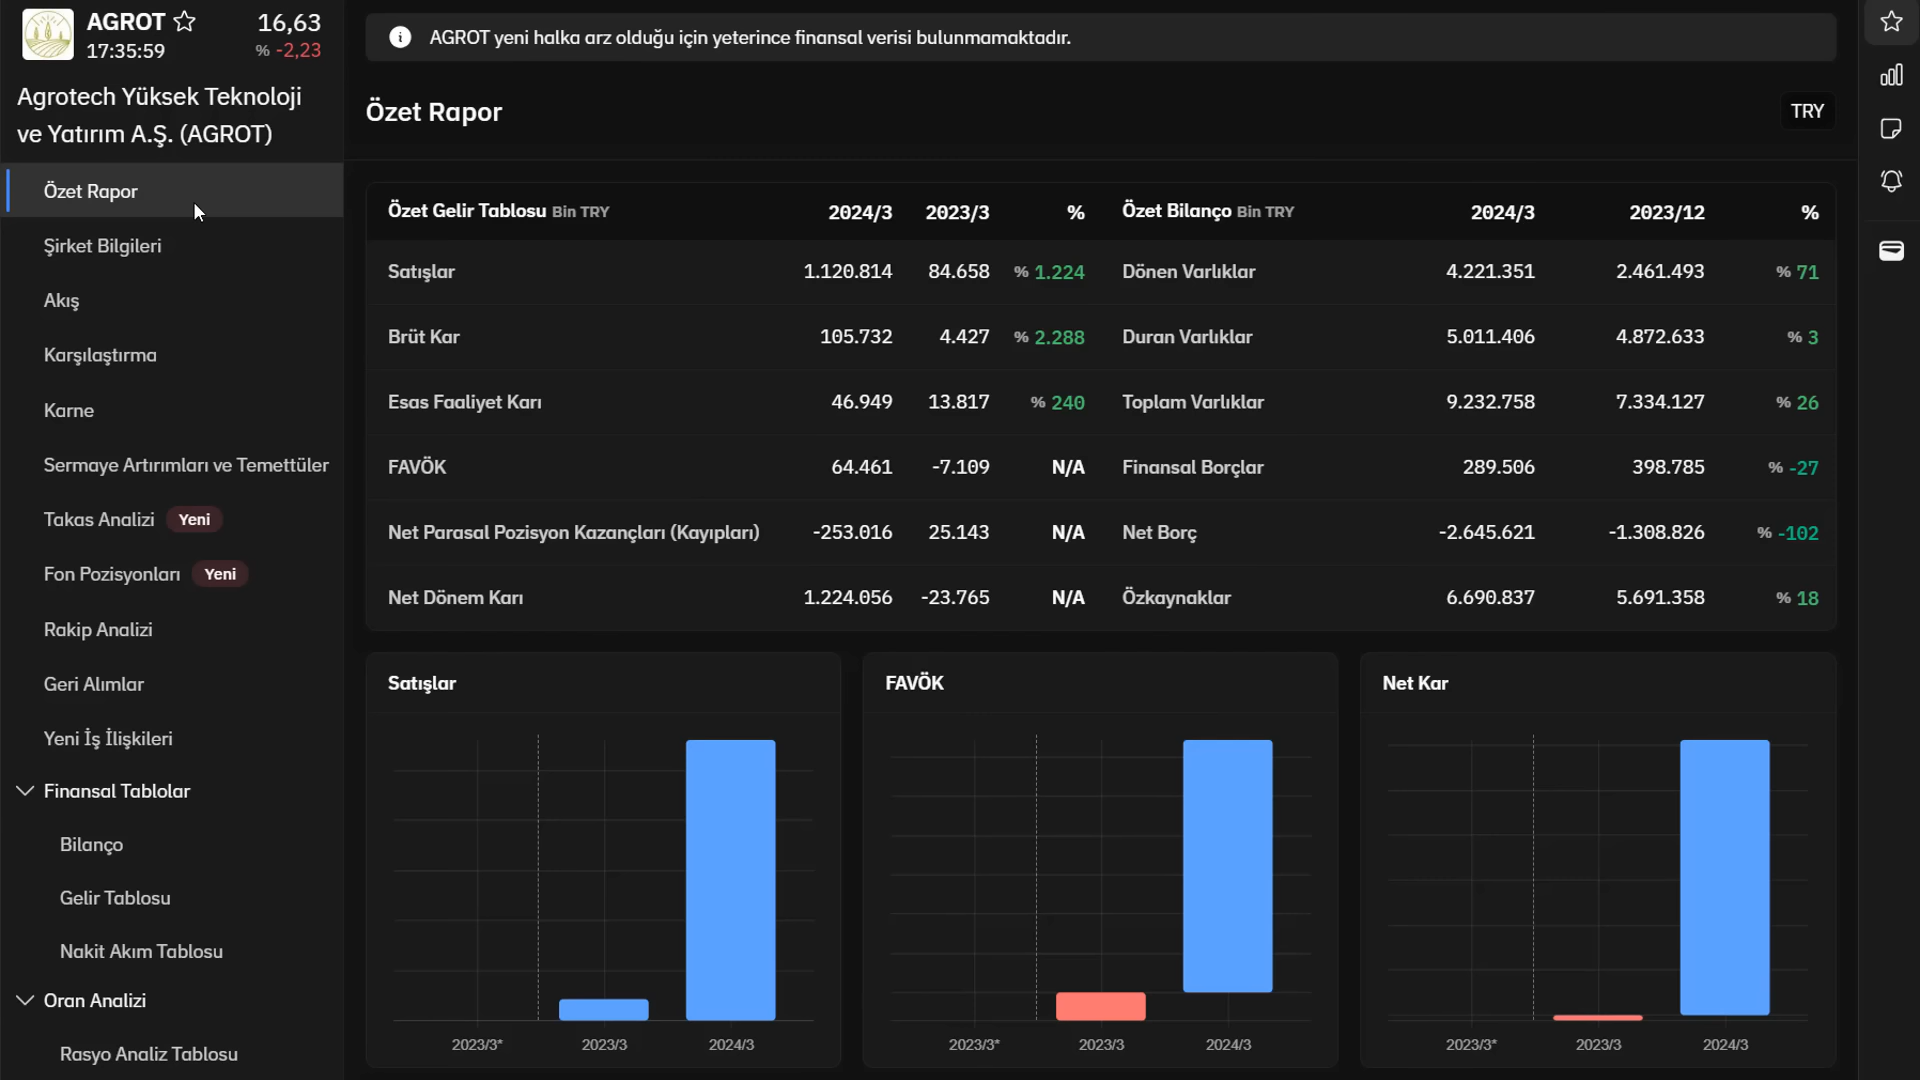 AGROT
16,63
17:35:59
% -2,23
Agrotech Yüksek Teknoloji
ve Yatırım A.Ş. (AGROT)
Özet Rapor
Şirket Bilgileri
Akış
Karşılaştırma
Karne
Sermaye Artırımları ve Temettüler
Takas Analizi Yeni
Fon Pozisyonları Yeni
Rakip Analizi
Geri Alımlar
Yeni İş İlişkileri
Finansal Tablolar
Bilanço
Gelir Tablosu
Nakit Akım Tablosu
Oran Analizi
Rasyo Analiz Tablosu
AGROT yeni halka arz olduğu için yeterince finansal verisi bulunmamaktadır.
Özet Rapor
TRY
Özet Gelir Tablosu Bin TRY 2024/3 2023/3 %
Satışlar 1.120.814 84.658 % 1.224
Brüt Kar 105.732 4.427 % 2.288
Esas Faaliyet Karı 46.949 13.817 % 240
FAVÖK 64.461 -7.109 N/A
Net Parasal Pozisyon Kazançları (Kayıpları) -253.016 25.143 N/A
Net Dönem Karı 1.224.056 -23.765 N/A
Özet Bilanço Bin TRY 2024/3 2023/12 %
Dönen Varlıklar 4.221.351 2.461.493 % 71
Duran Varlıklar 5.011.406 4.872.633 % 3
Toplam Varlıklar 9.232.758 7.334.127 % 26
Finansal Borçlar 289.506 398.785 % -27
Net Borç -2.645.621 -1.308.826 % -102
Özkaynaklar 6.690.837 5.691.358 % 18
Satışlar
2023/3* 2023/3 2024/3
FAVÖK
2023/3* 2023/3 2024/3
Net Kar
2023/3* 2023/3 2024/3